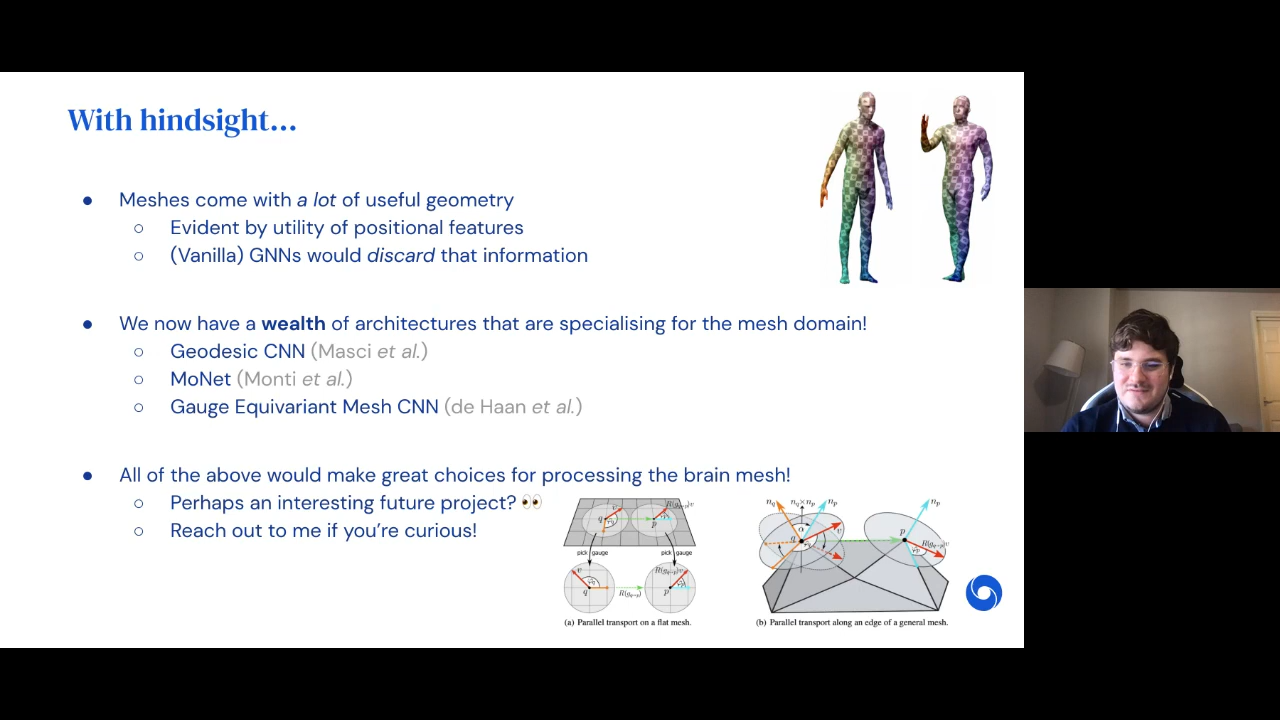 With hindsight...
● Meshes come with a lot of useful geometry
○ Evident by utility of positional features
○ (Vanilla) GNNs would discard that information
● We now have a wealth of architectures that are specialising for the mesh domain!
○ Geodesic CNN (Masci et al.)
○ MoNet (Monti et al.)
○ Gauge Equivariant Mesh CNN (de Haan et al.)
● All of the above would make great choices for processing the brain mesh!
○ Perhaps an interesting future project? 👀
○ Reach out to me if you're curious!
pick gauge pick gauge
(a) Parallel transport on a flat mesh.
(b) Parallel transport along an edge of a general mesh.